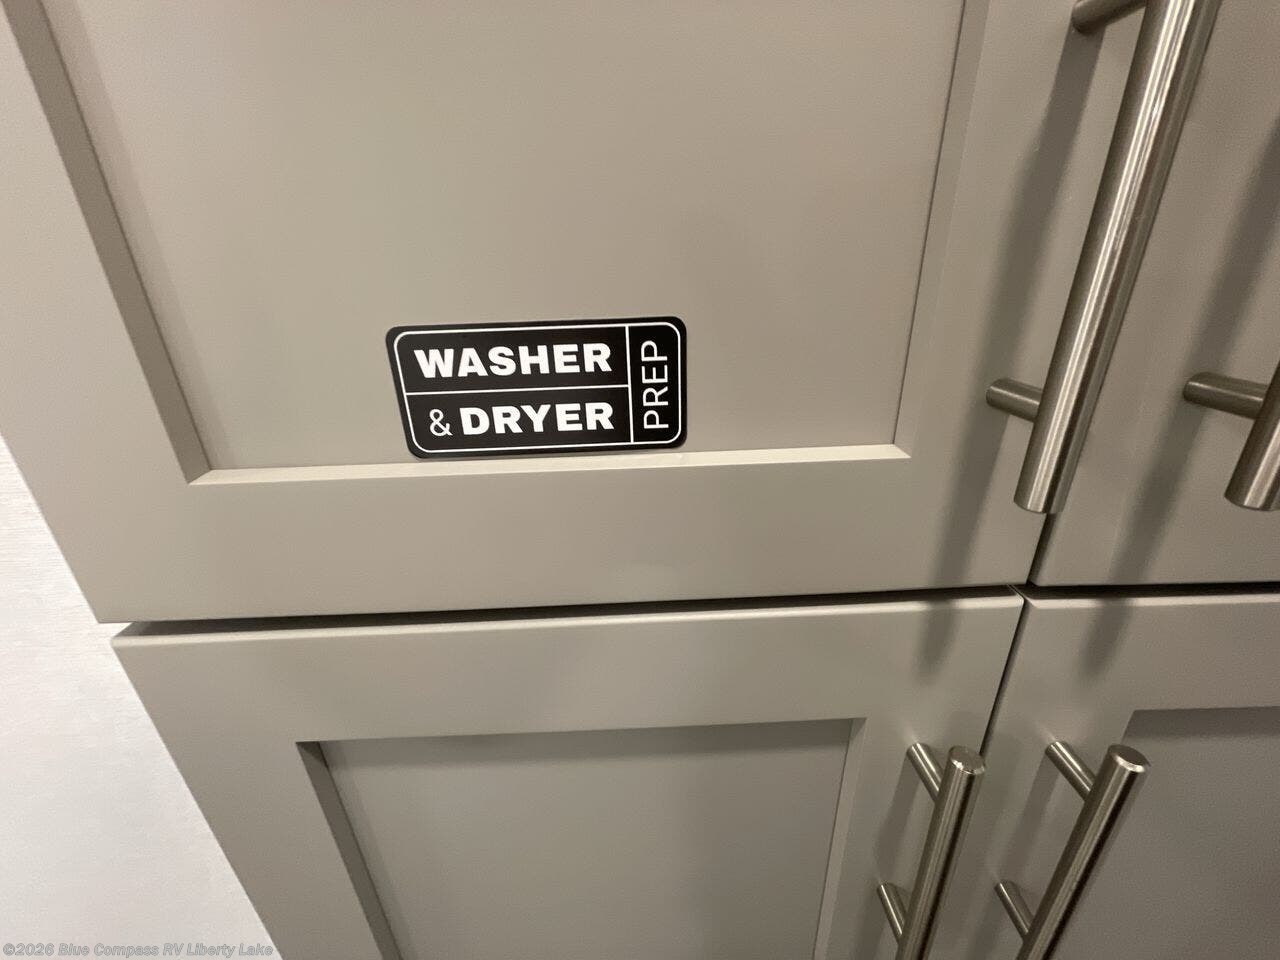 WASHER
& DRYER
PREP
©2026 Blue Compass RV Liberty Lake